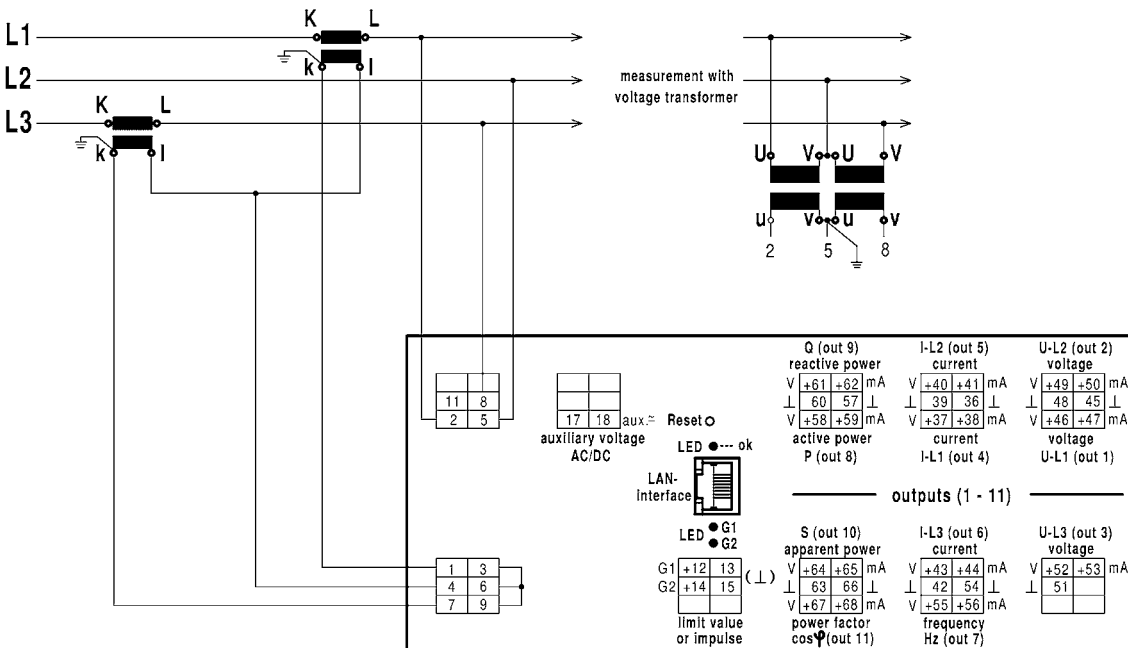 K L
L1
k l
L2
K L
L3
k l
measurement with
voltage transformer
U V U V
u v u v
2 5 8
11 8
2 5
17 18 aux.≂
auxiliary voltage
AC/DC
Reset
LED --- ok
LAN-
interface
LED G1
G2
Q (out 9)
reactive power
V +61 +62 mA
⊥ 60 57 ⊥
V +58 +59 mA
active power
P (out 8)
I-L2 (out 5)
current
V +40 +41 mA
⊥ 39 36 ⊥
V +37 +38 mA
current
I-L1 (out 4)
U-L2 (out 2)
voltage
V +49 +50 mA
⊥ 48 45 ⊥
V +46 +47 mA
voltage
U-L1 (out 1)
outputs (1 - 11)
1 3
4 6
7 9
G1 +12 13
G2 +14 15
(⊥)
limit value
or impulse
S (out 10)
apparent power
V +64 +65 mA
⊥ 63 66 ⊥
V +67 +68 mA
power factor
cosφ(out 11)
I-L3 (out 6)
current
V +43 +44 mA
⊥ 42 54 ⊥
V +55 +56 mA
frequency
Hz (out 7)
U-L3 (out 3)
voltage
V +52 +53 mA
⊥ 51